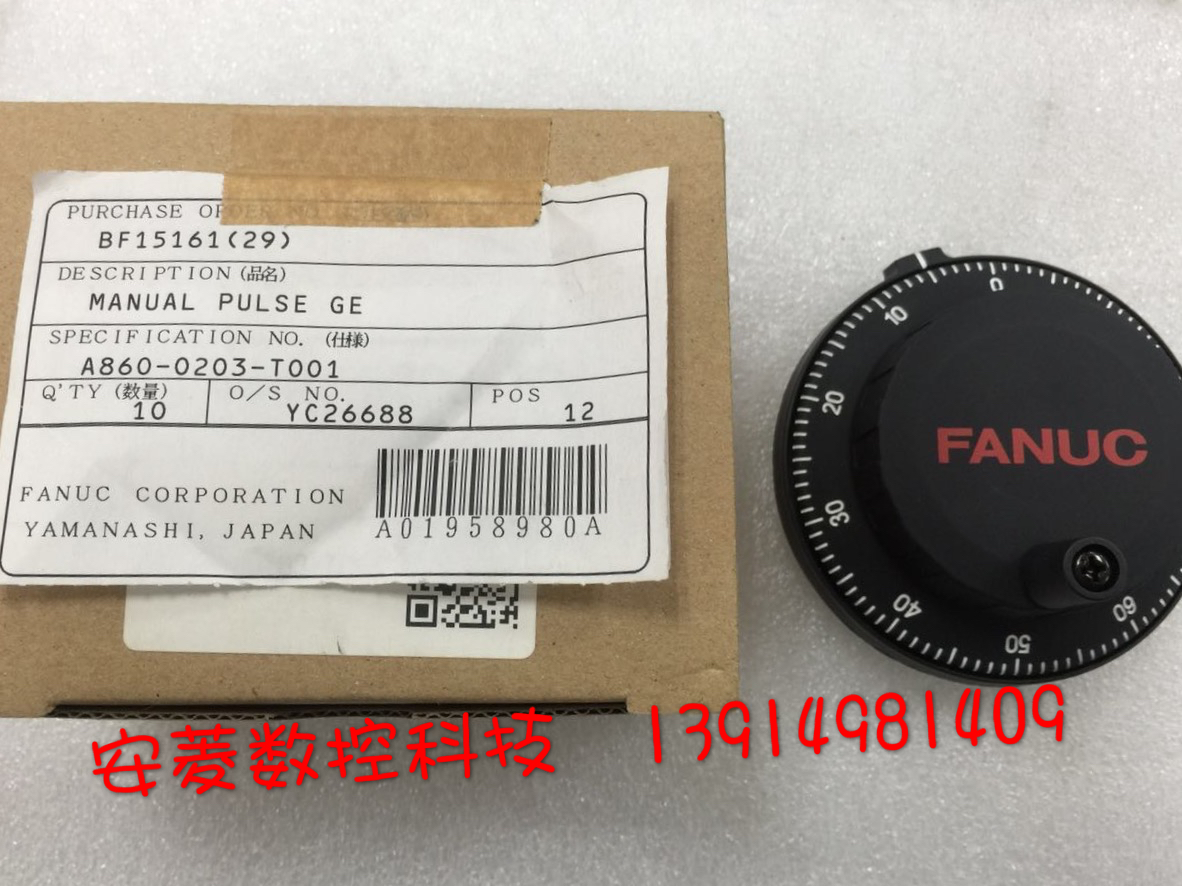 PURCHASE ORDER NO.
BF15161(29)
DESCRIPTION(品名)
MANUAL PULSE GE
SPECIFICATION NO. (仕様)
A860-0203-T001
Q'TY (数量) O/S NO. POS
10 YC26688 12
FANUC CORPORATION
YAMANASHI, JAPAN
A01958980A
0
10
20
30
40
50
60
FANUC
安菱数控科技 13914981409